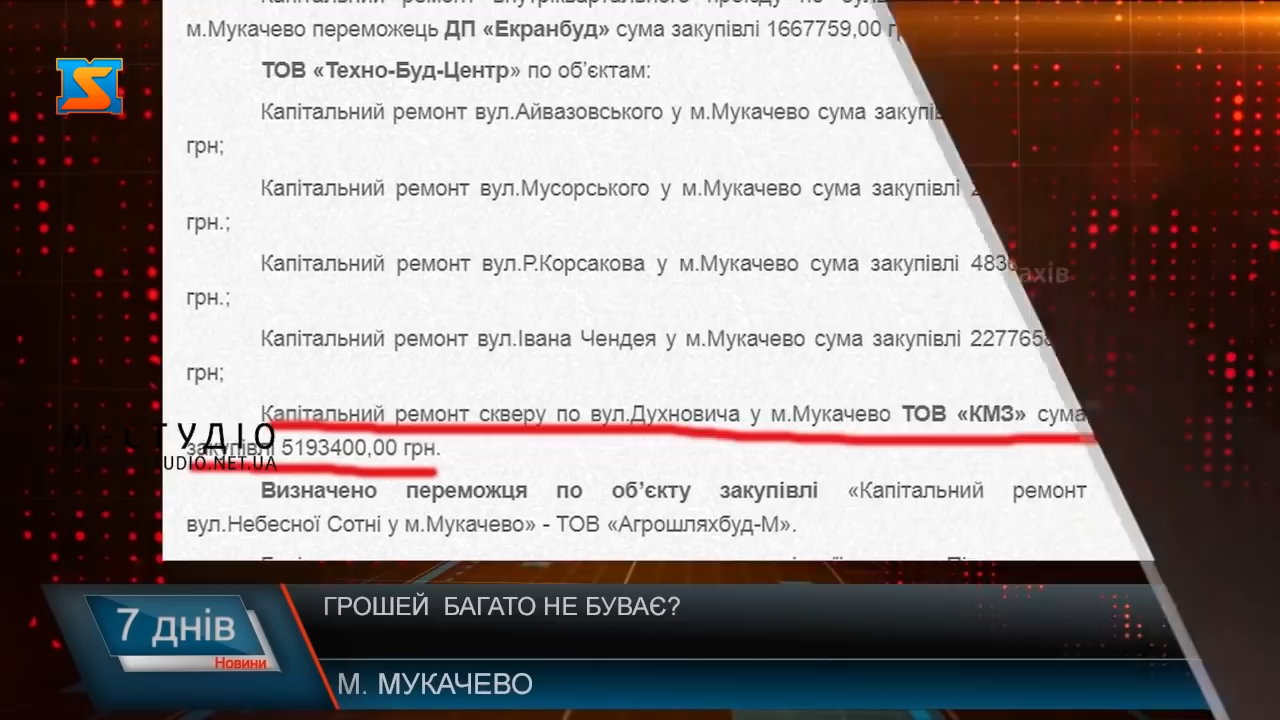 м.Мукачево переможець ДП «Екранбуд» сума закупівлі 1667759,00
ТОВ «Техно-Буд-Центр» по об’єктам:
Капітальний ремонт вул.Айвазовського у м.Мукачево сума
грн;
Капітальний ремонт вул.Мусорського у м.Мукачево сума закупівлі
грн.;
Капітальний ремонт вул.Р.Корсакова у м.Мукачево сума закупівлі
грн.;
Капітальний ремонт вул.Івана Чендея у м.Мукачево сума закупівлі
грн;
Капітальний ремонт скверу по вул.Духновича у м.Мукачево ТОВ «КМЗ» сума
закупівлі 5193400,00 грн.
М-СТУДІО
Визначено переможця по об’єкту закупівлі «Капітальний ремонт
вул.Небесної Сотні у м.Мукачево» - ТОВ «Агрошляхбуд-М».
7 днів
Новини
ГРОШЕЙ БАГАТО НЕ БУВАЄ?
М. МУКАЧЕВО